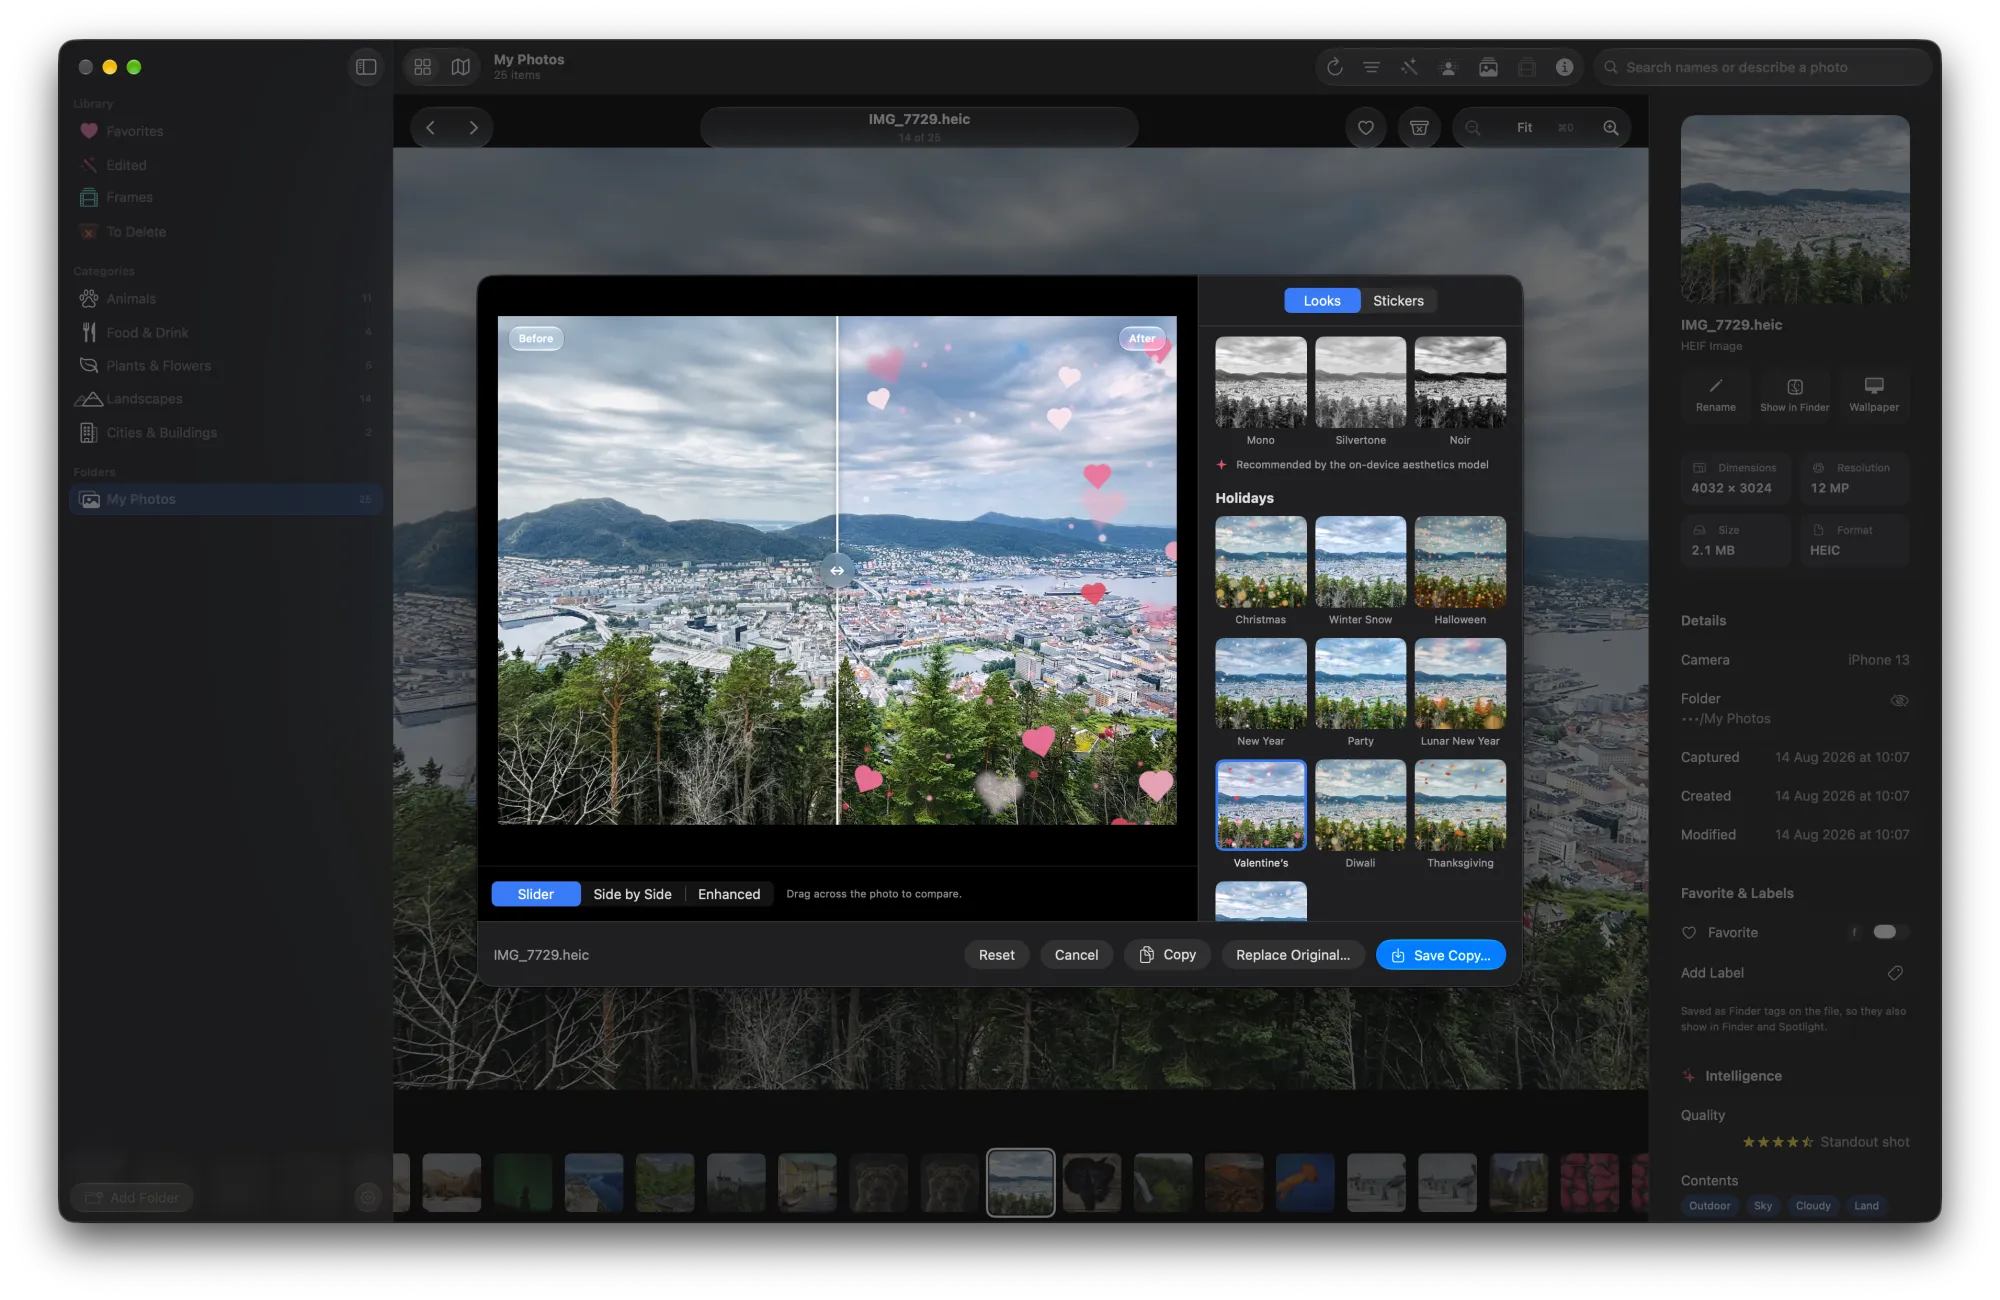 My Photos
25 items
Search names or describe a photo
Library
Favorites
Edited
Frames
To Delete
Categories
Animals 11
Food & Drink 4
Plants & Flowers 5
Landscapes 14
Cities & Buildings 2
Folders
My Photos 25
Add Folder
IMG_7729.heic
14 of 25
Fit ⌘0
Before
After
Slider
Side by Side
Enhanced
Drag across the photo to compare.
Looks
Stickers
Mono
Silvertone
Noir
Recommended by the on-device aesthetics model
Holidays
Christmas
Winter Snow
Halloween
New Year
Party
Lunar New Year
Valentine's
Diwali
Thanksgiving
IMG_7729.heic
Reset
Cancel
Copy
Replace Original...
Save Copy...
IMG_7729.heic
HEIF Image
Rename
Show in Finder
Wallpaper
Dimensions
4032 × 3024
Resolution
12 MP
Size
2.1 MB
Format
HEIC
Details
Camera iPhone 13
Folder
•••/My Photos
Captured 14 Aug 2026 at 10:07
Created 14 Aug 2026 at 10:07
Modified 14 Aug 2026 at 10:07
Favorite & Labels
Favorite f
Add Label
Saved as Finder tags on the file, so they also
show in Finder and Spotlight.
Intelligence
Quality
Standout shot
Contents
Outdoor
Sky
Cloudy
Land